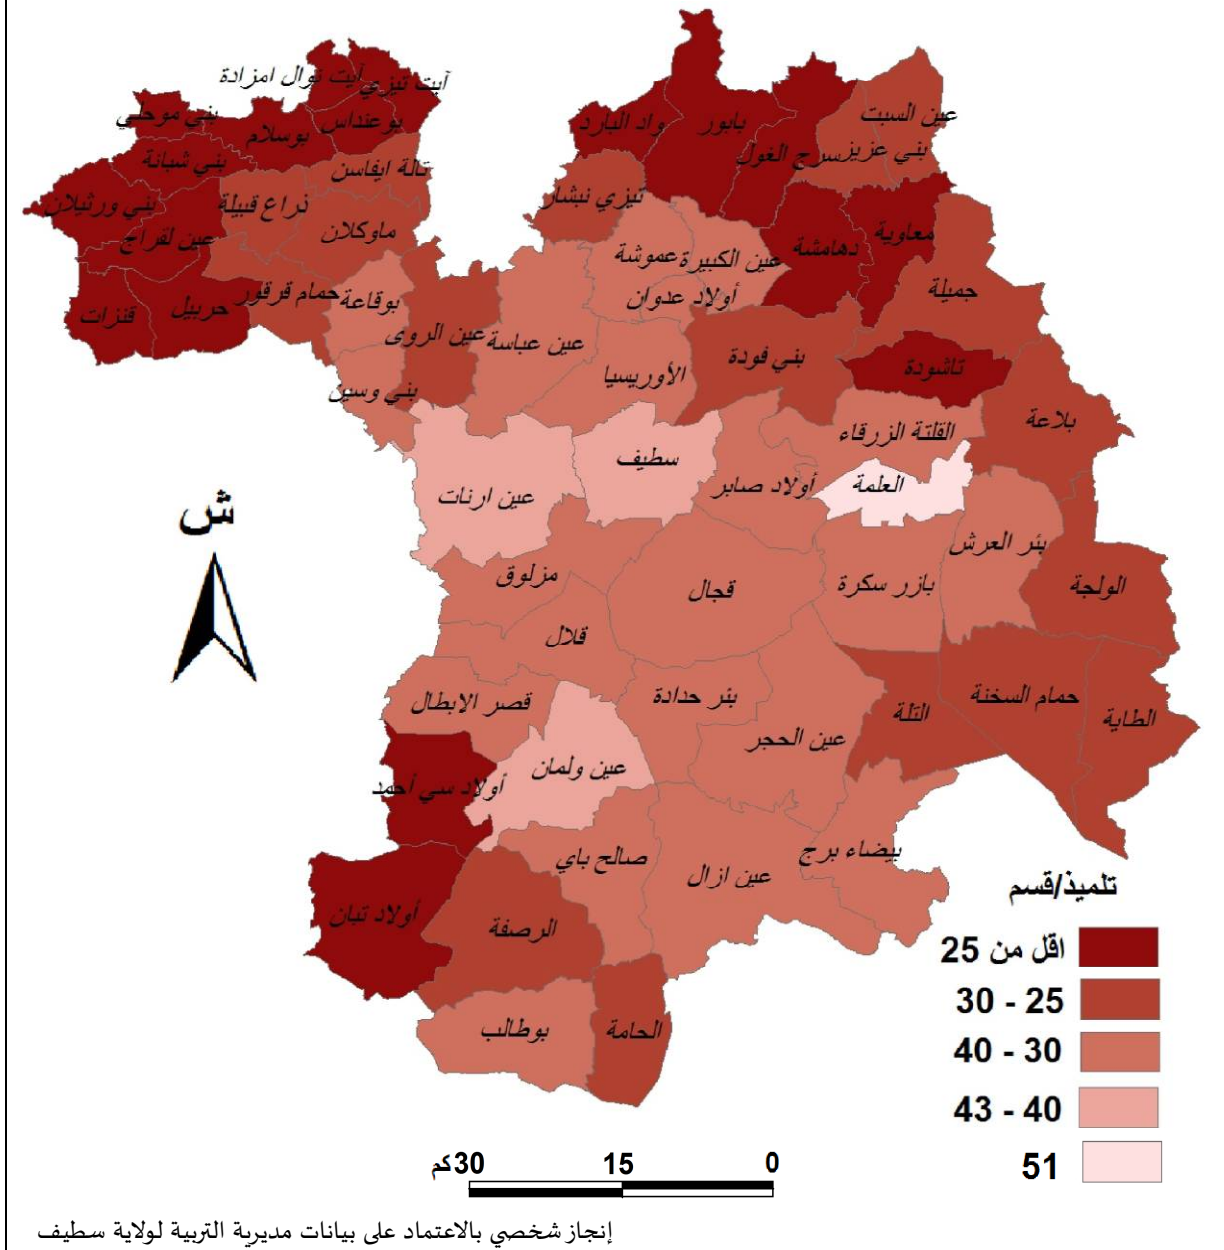 آيت نوال امزادة
آيت تيزي
بني موحلي
بوسلام
بوعنداس
بني شبانة
تالة ايفاسن
بني ورثيلان
ذراع قبيلة
عين لقراج
ماوكلان
قنزات
حربيل
حمام قرقور
بوقاعة
عين الروى
بني وسين
عين عباسة
واد البارد
بابور
سرج الغول
عين السبت
بني عزيز
تيزي نبشار
عموشة
عين الكبيرة
دهامشة
معاوية
أولاد عدوان
جميلة
الأوريسيا
بني فودة
تاشودة
بلاعة
القلتة الزرقاء
سطيف
عين ارنات
أولاد صابر
العلمة
بئر العرش
الولجة
ش
مزلوق
قجال
بازر سكرة
قلال
قصر الابطال
بئر حدادة
عين الحجر
التلة
حمام السخنة
الطاية
عين ولمان
أولاد سي أحمد
صالح باي
عين ازال
بيضاء برج
أولاد تبان
الرصفة
بوطالب
الحامة
تلميذ/قسم
اقل من 25
30 - 25
40 - 30
43 - 40
51
30كم 15 0
إنجاز شخصي بالاعتماد على بيانات مديرية التربية لولاية سطيف